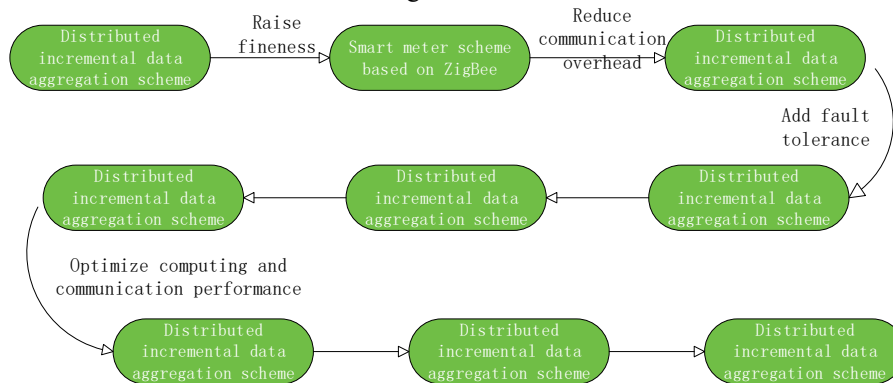 Distributed
incremental data
aggregation scheme
Raise
fineness
Smart meter scheme
based on ZigBee
Reduce
communication
overhead
Distributed
incremental data
aggregation scheme
Add fault
tolerance
Distributed
incremental data
aggregation scheme
Distributed
incremental data
aggregation scheme
Distributed
incremental data
aggregation scheme
Optimize computing and
communication performance
Distributed
incremental data
aggregation scheme
Distributed
incremental data
aggregation scheme
Distributed
incremental data
aggregation scheme